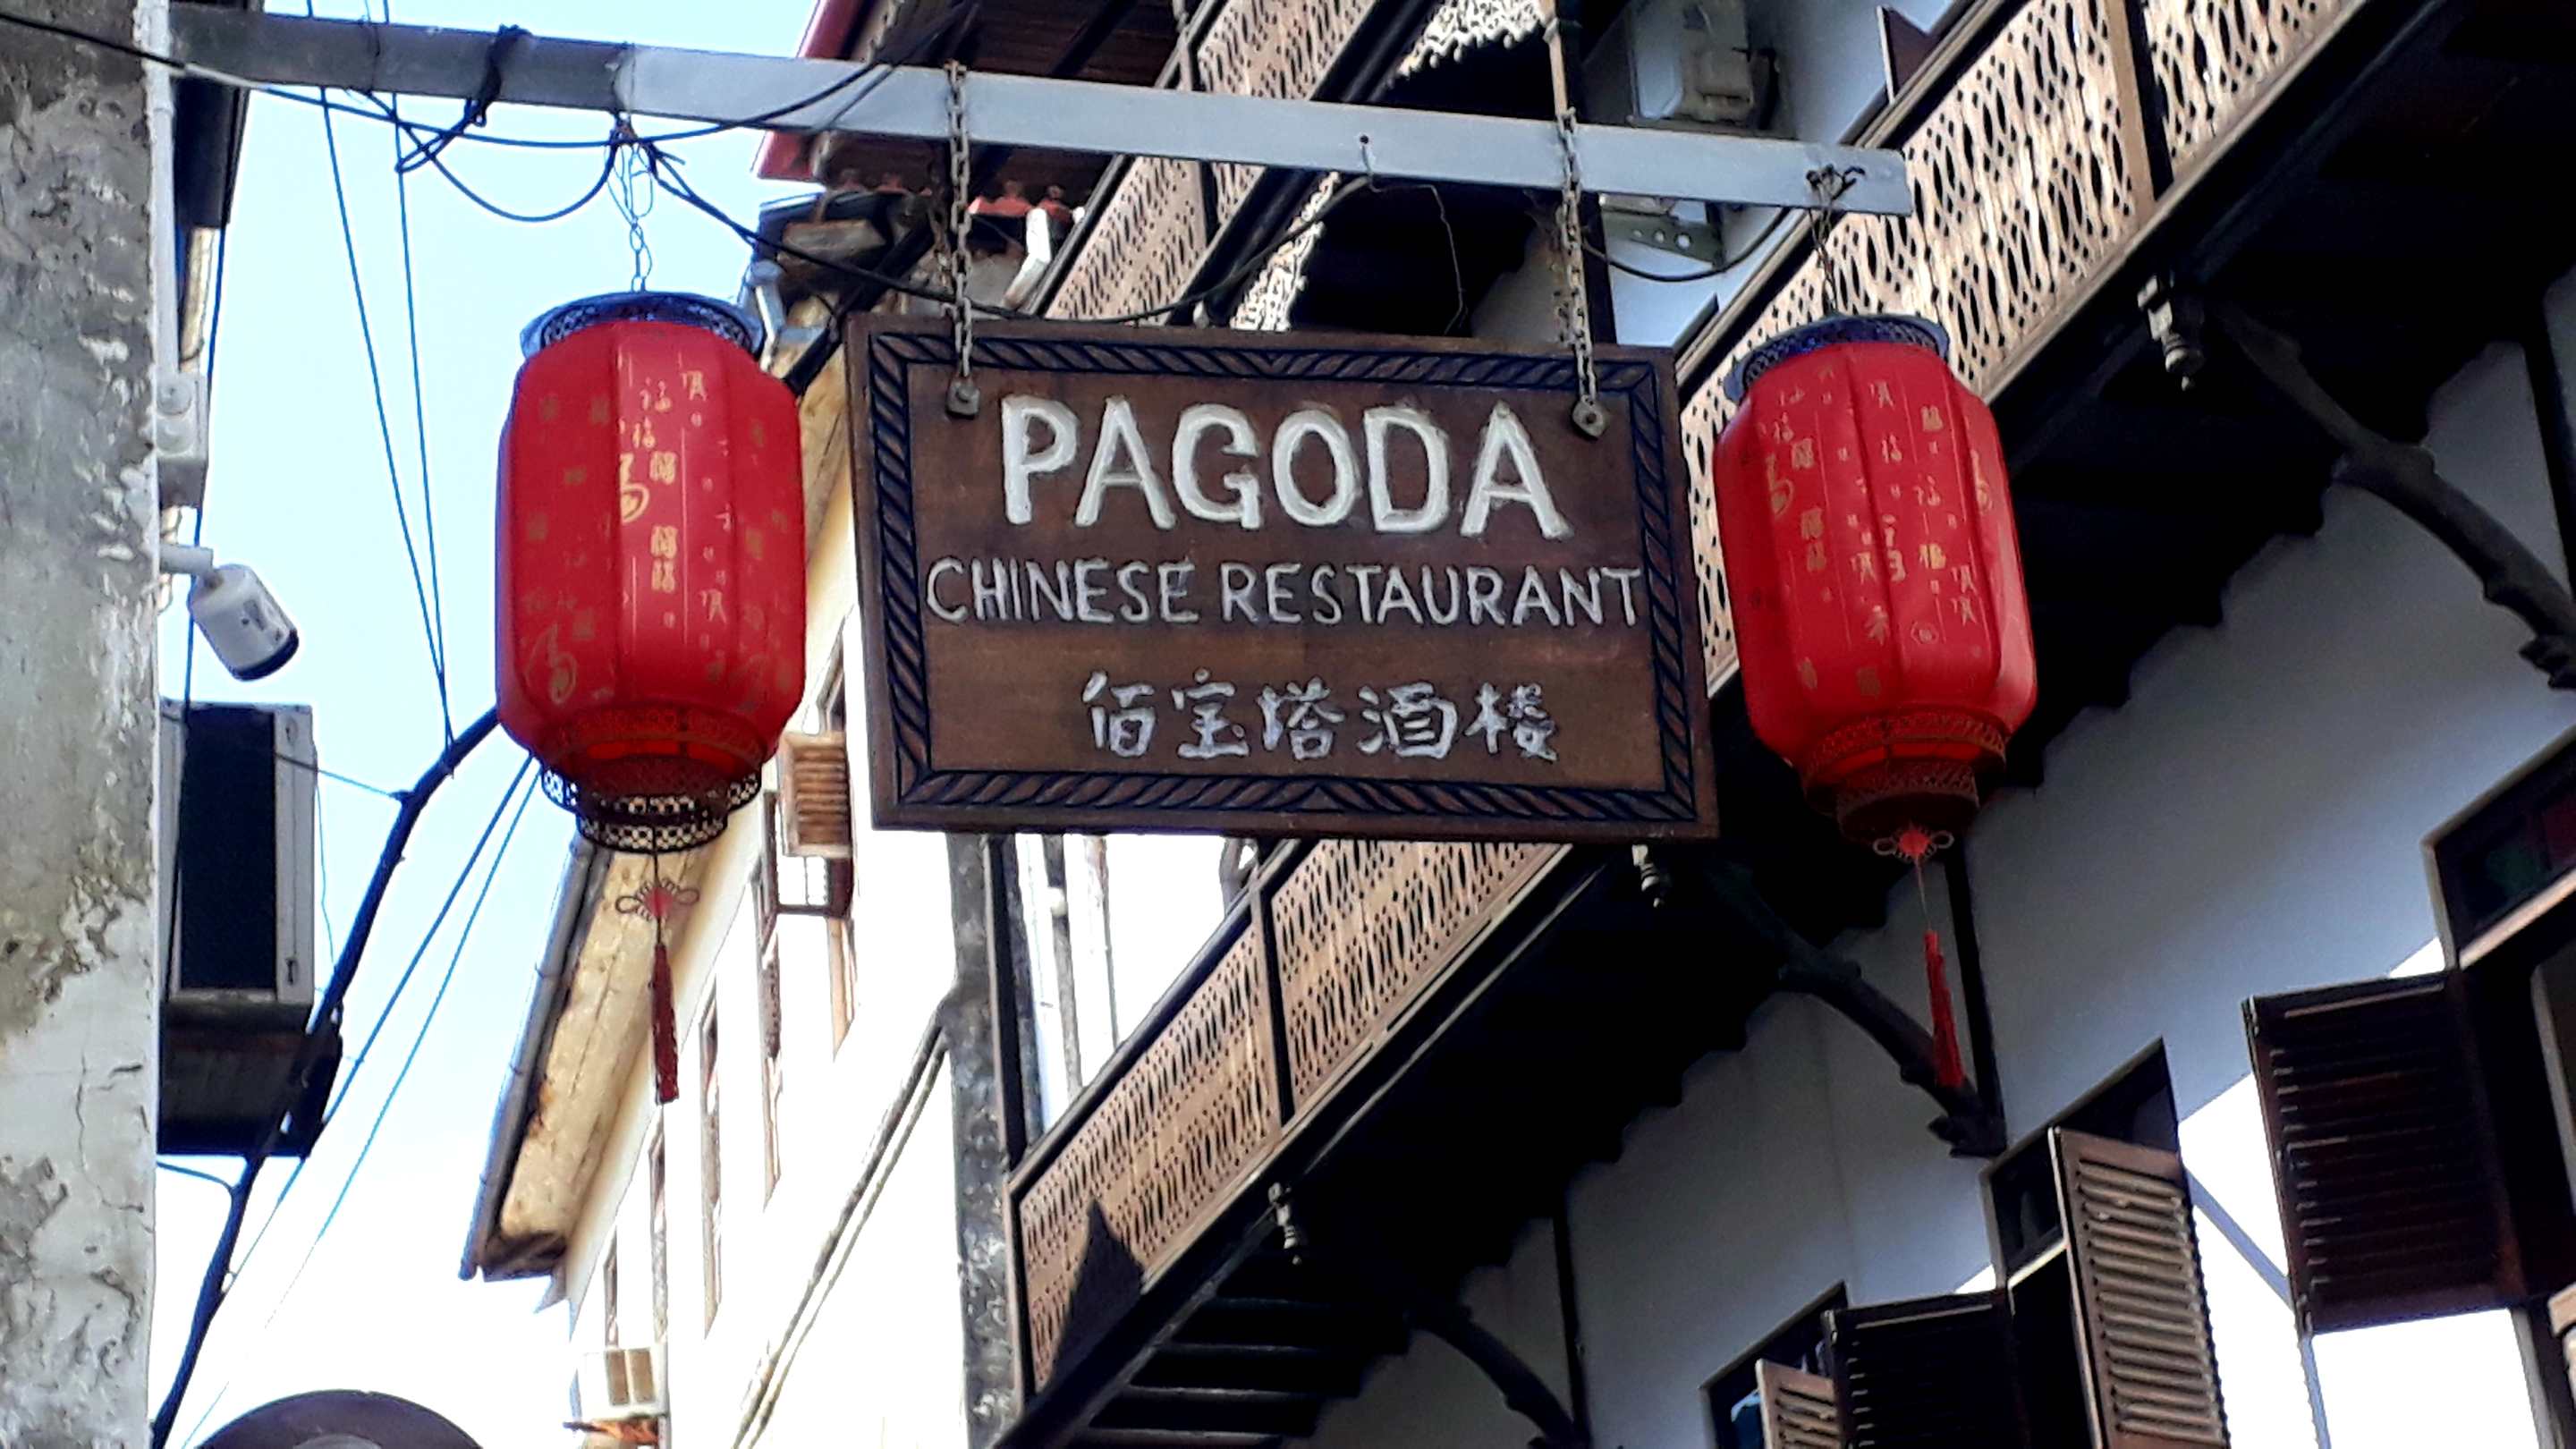 PAGODA
CHINESE RESTAURANT
佰宝塔酒楼